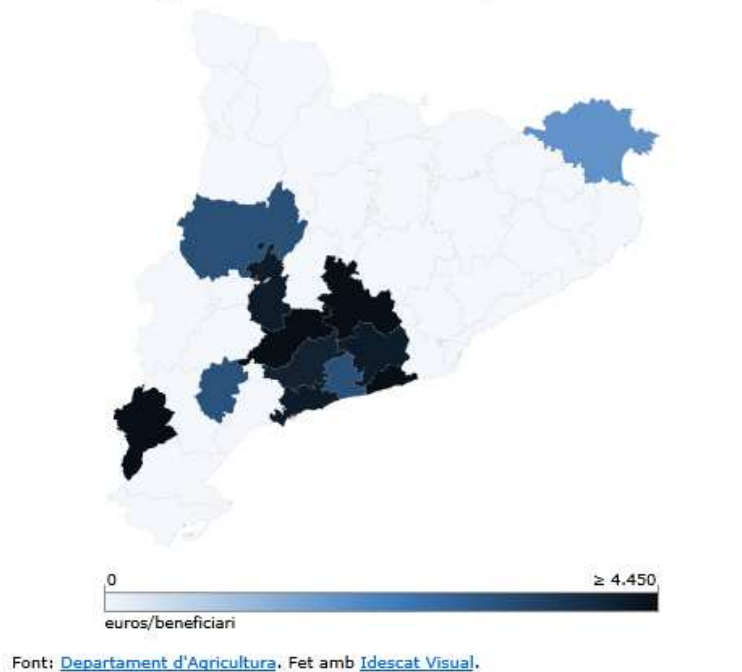 0
≥ 4.450
euros/beneficiari
Font: Departament d'Agricultura. Fet amb Idescat Visual.